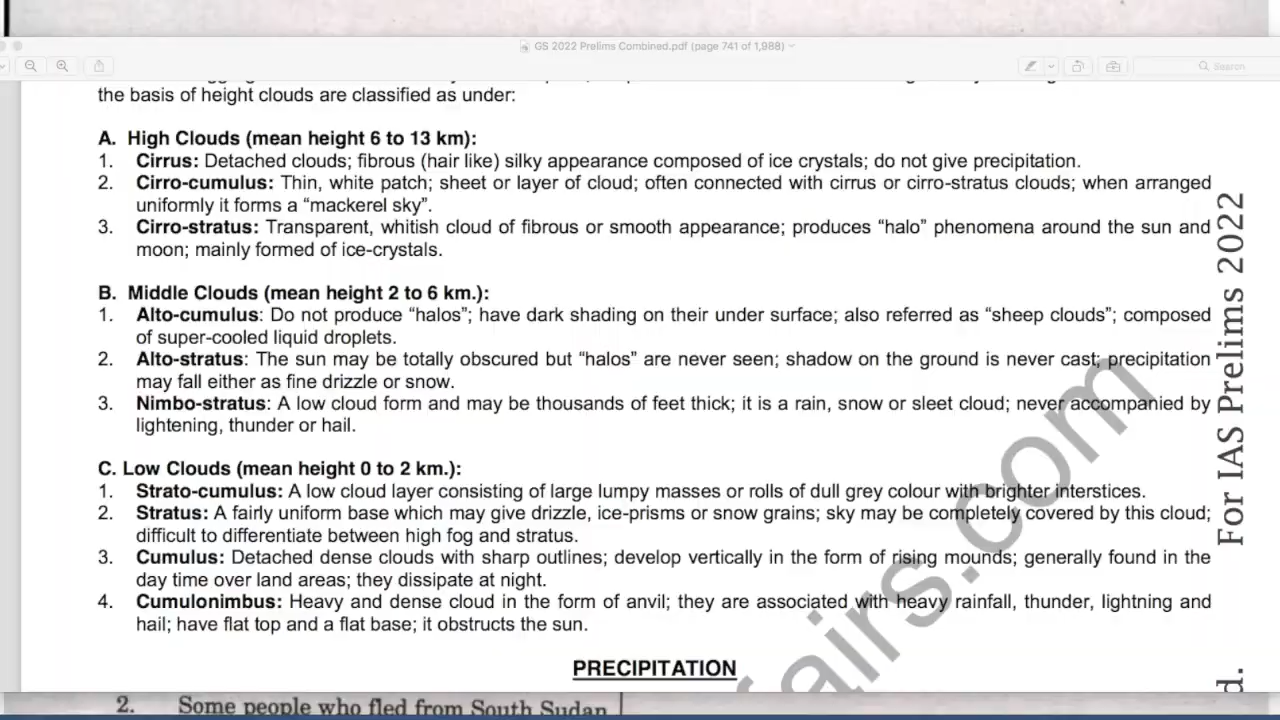 GS 2022 Prelims Combined.pdf (page 741 of 1,988)
Search
the basis of height clouds are classified as under:
A. High Clouds (mean height 6 to 13 km):
1. Cirrus: Detached clouds; fibrous (hair like) silky appearance composed of ice crystals; do not give precipitation.
2. Cirro-cumulus: Thin, white patch; sheet or layer of cloud; often connected with cirrus or cirro-stratus clouds; when arranged
uniformly it forms a “mackerel sky”.
3. Cirro-stratus: Transparent, whitish cloud of fibrous or smooth appearance; produces “halo” phenomena around the sun and
moon; mainly formed of ice-crystals.
B. Middle Clouds (mean height 2 to 6 km.):
1. Alto-cumulus: Do not produce “halos”; have dark shading on their under surface; also referred as “sheep clouds”; composed
of super-cooled liquid droplets.
2. Alto-stratus: The sun may be totally obscured but “halos” are never seen; shadow on the ground is never cast; precipitation
may fall either as fine drizzle or snow.
3. Nimbo-stratus: A low cloud form and may be thousands of feet thick; it is a rain, snow or sleet cloud; never accompanied by
lightening, thunder or hail.
C. Low Clouds (mean height 0 to 2 km.):
1. Strato-cumulus: A low cloud layer consisting of large lumpy masses or rolls of dull grey colour with brighter interstices.
2. Stratus: A fairly uniform base which may give drizzle, ice-prisms or snow grains; sky may be completely covered by this cloud;
difficult to differentiate between high fog and stratus.
3. Cumulus: Detached dense clouds with sharp outlines; develop vertically in the form of rising mounds; generally found in the
day time over land areas; they dissipate at night.
4. Cumulonimbus: Heavy and dense cloud in the form of anvil; they are associated with heavy rainfall, thunder, lightning and
hail; have flat top and a flat base; it obstructs the sun.
PRECIPITATION
For IAS Prelims 2022
d.
fairs.com
2. Some people who fled from South Sudan